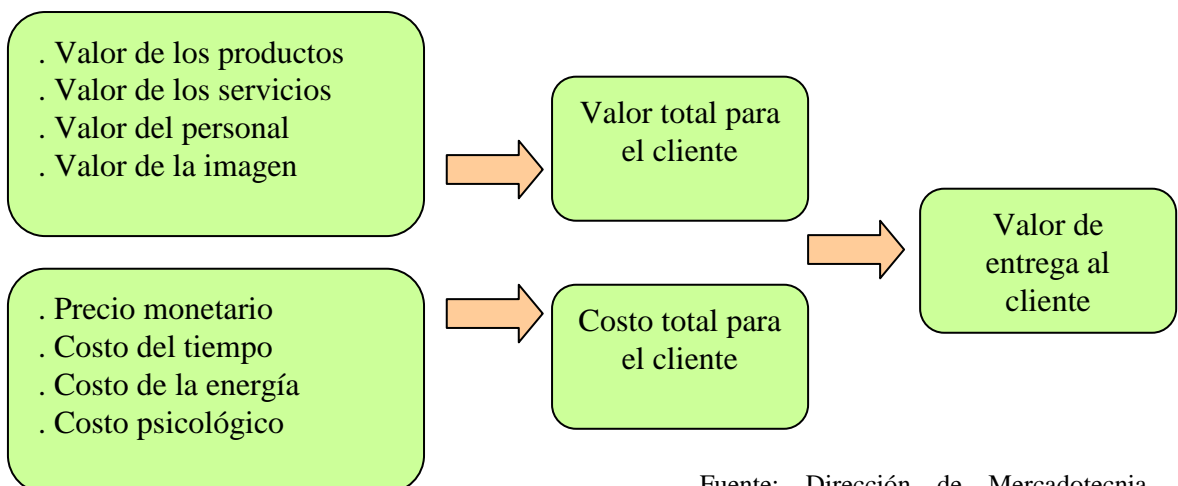 . Valor de los productos
. Valor de los servicios
. Valor del personal
. Valor de la imagen
Valor total para
el cliente
. Precio monetario
. Costo del tiempo
. Costo de la energía
. Costo psicológico
Costo total para
el cliente
Valor de
entrega al
cliente
Fuente: Dirección de Mercadotecnia